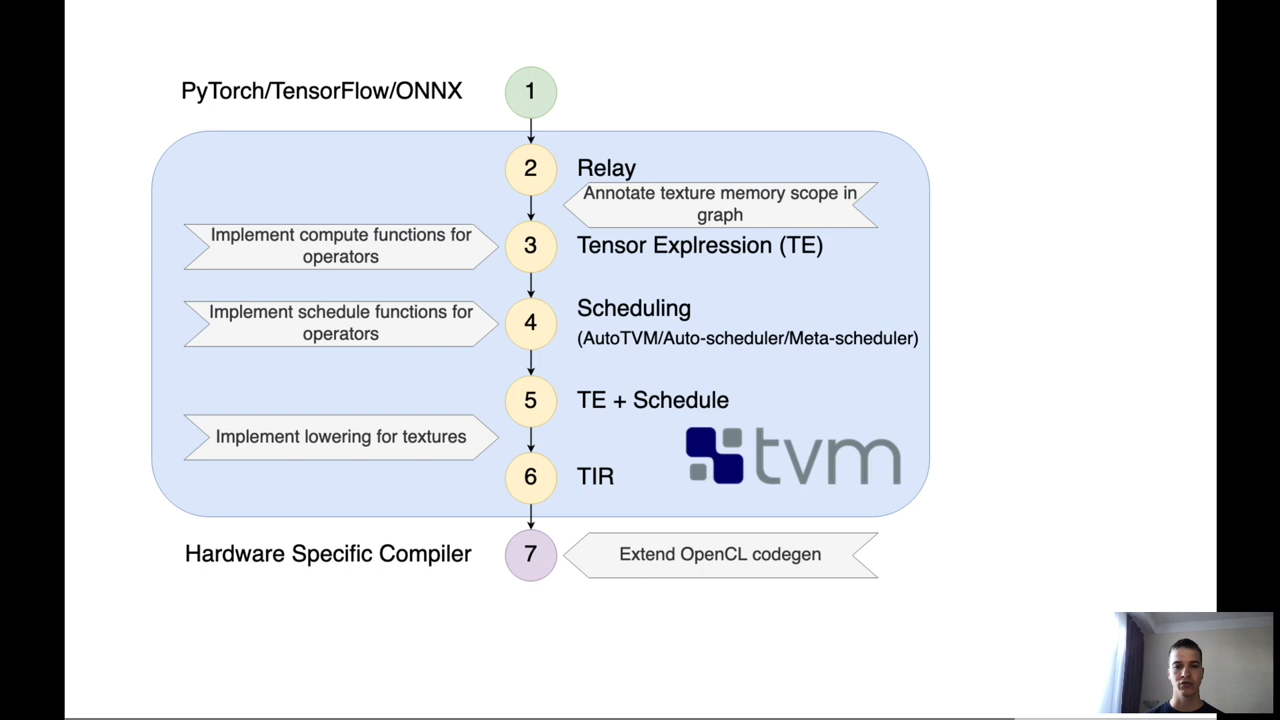 PyTorch/TensorFlow/ONNX
1
2
Relay
Annotate texture memory scope in
graph
Implement compute functions for
operators
3
Tensor Explression (TE)
Implement schedule functions for
operators
4
Scheduling
(AutoTVM/Auto-scheduler/Meta-scheduler)
5
TE + Schedule
Implement lowering for textures
tvm
6
TIR
Hardware Specific Compiler
7
Extend OpenCL codegen